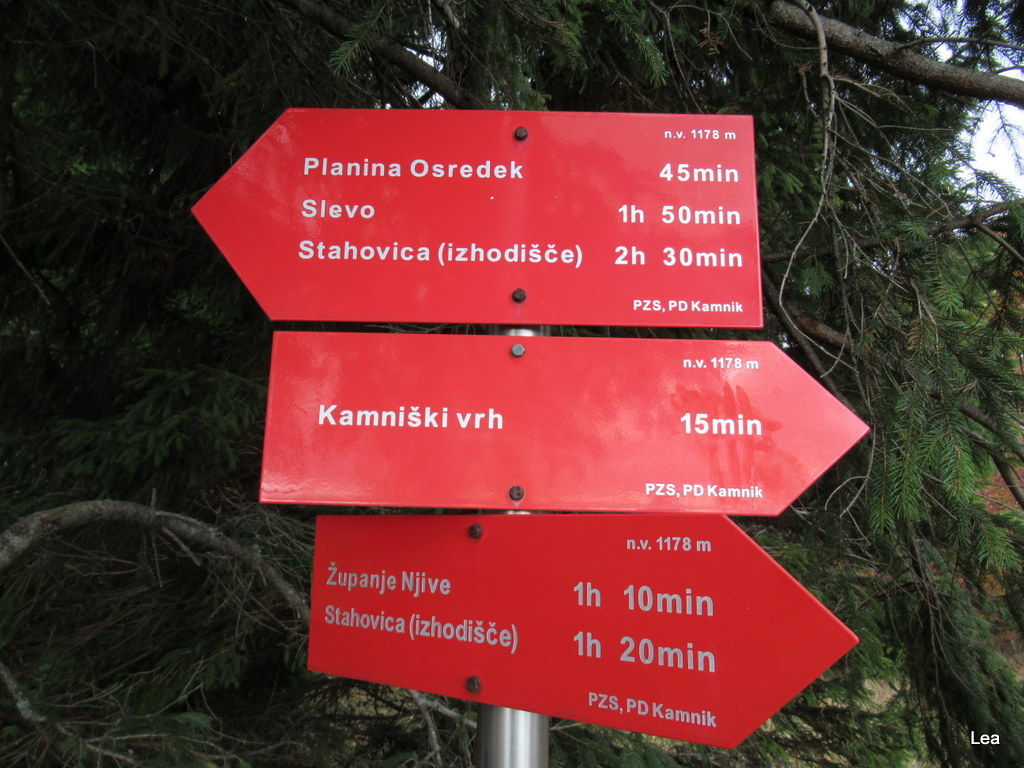 n.v. 1178 m
Planina Osredek 45min
Slevo 1h 50min
Stahovica (izhodišče) 2h 30min
PZS, PD Kamnik
n.v. 1178 m
Kamniški vrh 15min
PZS, PD Kamnik
n.v. 1178 m
Županje Njive 1h 10min
Stahovica (izhodišče) 1h 20min
PZS, PD Kamnik
Lea